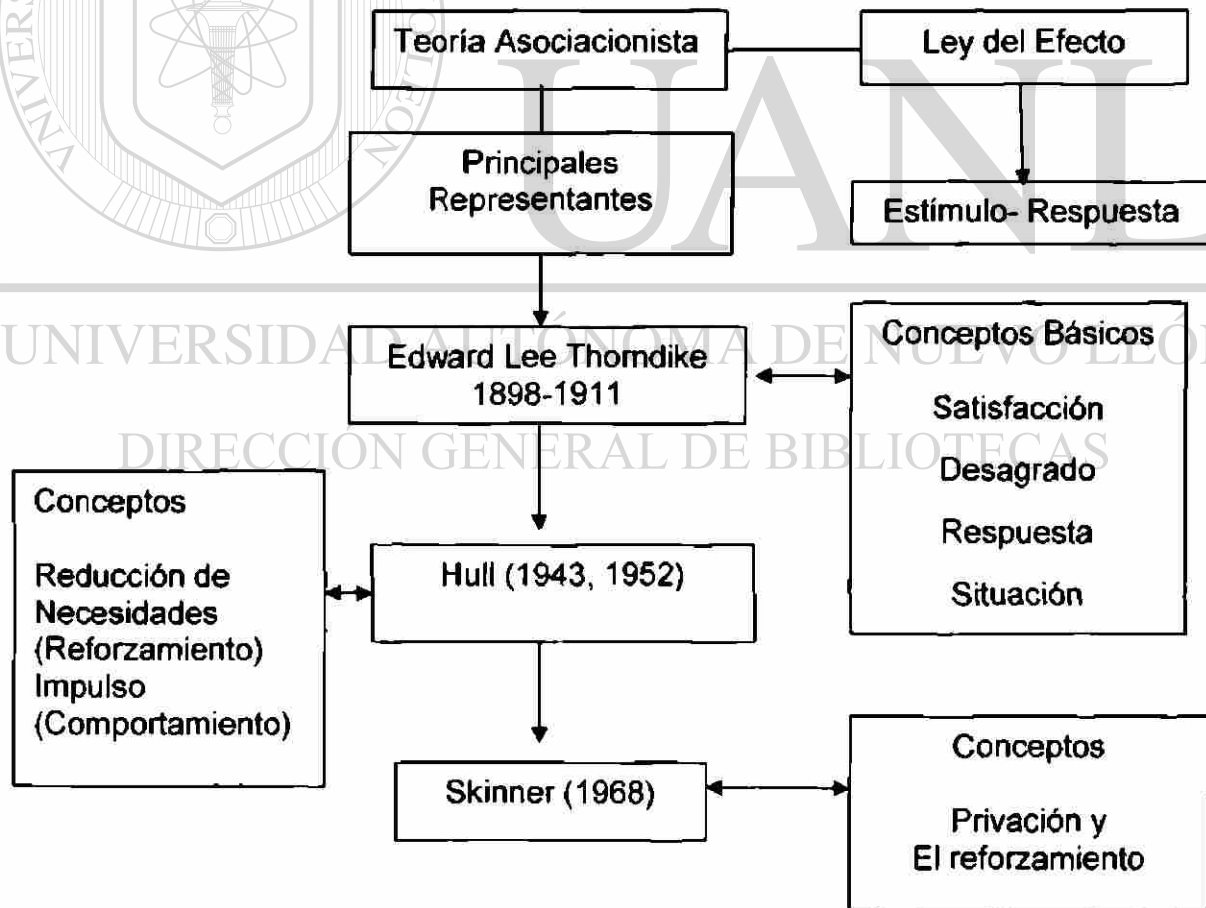 Teoría Asociacionista
Ley del Efecto
Principales
Representantes
Estímulo- Respuesta
Edward Lee Thorndike
1898-1911
Conceptos Básicos
Satisfacción
Desagrado
Respuesta
Situación
Conceptos
Reducción de
Necesidades
(Reforzamiento)
Impulso
(Comportamiento)
Hull (1943, 1952)
Skinner (1968)
Conceptos
Privación y
El reforzamiento
UANL
UNIVERSIDAD AUTÓNOMA DE NUEVO LEÓ
DIRECCIÓN GENERAL DE BIBLIOTECAS